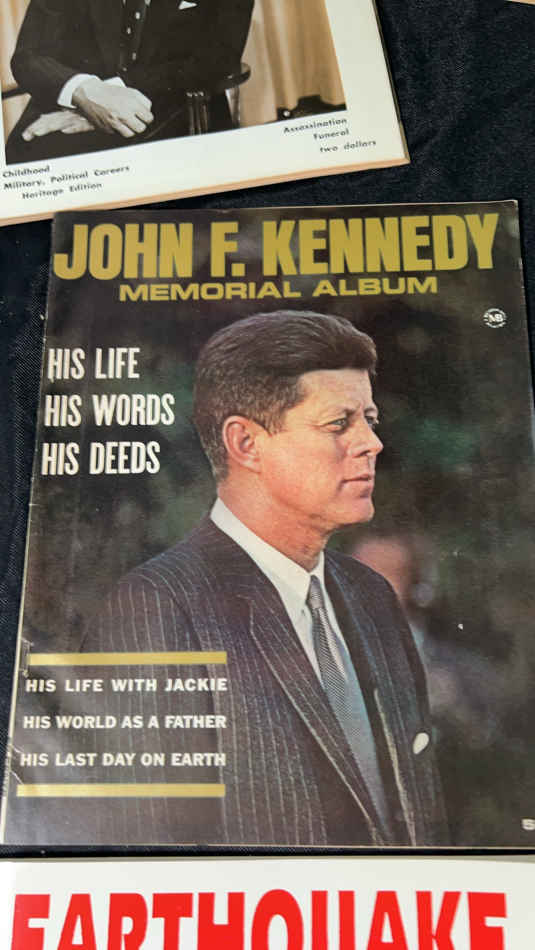 Childhood
Military, Political Careers
Heritage Edition
Assassination
Funeral
two dollars
JOHN F. KENNEDY
MEMORIAL ALBUM
MB
HIS LIFE
HIS WORDS
HIS DEEDS
HIS LIFE WITH JACKIE
HIS WORLD AS A FATHER
HIS LAST DAY ON EARTH
EARTHQUAKE